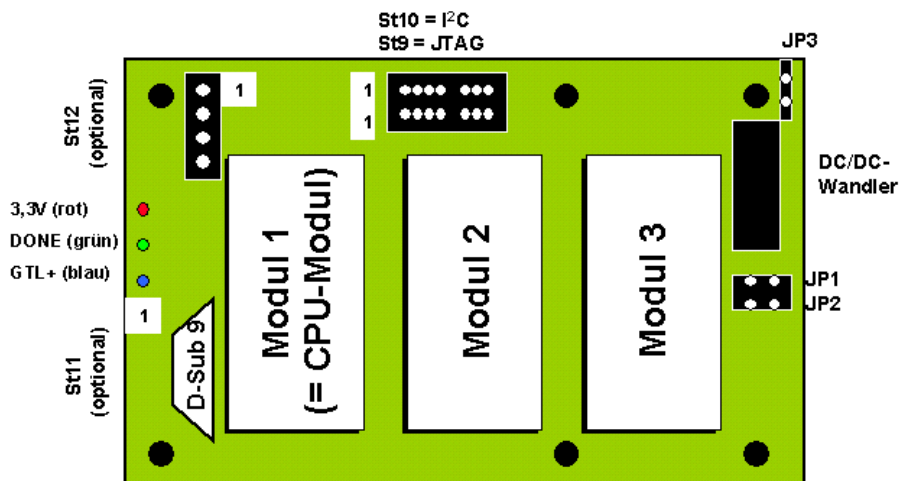 St10 = I²C
St9 = JTAG
JP3
St12
(optional)
1
1
1
DC/DC-
Wandler
3,3V (rot)
DONE (grün)
GTL+ (blau)
Modul 1
(= CPU-Modul)
Modul 2
Modul 3
JP1
JP2
1
D-Sub 9
St11
(optional)